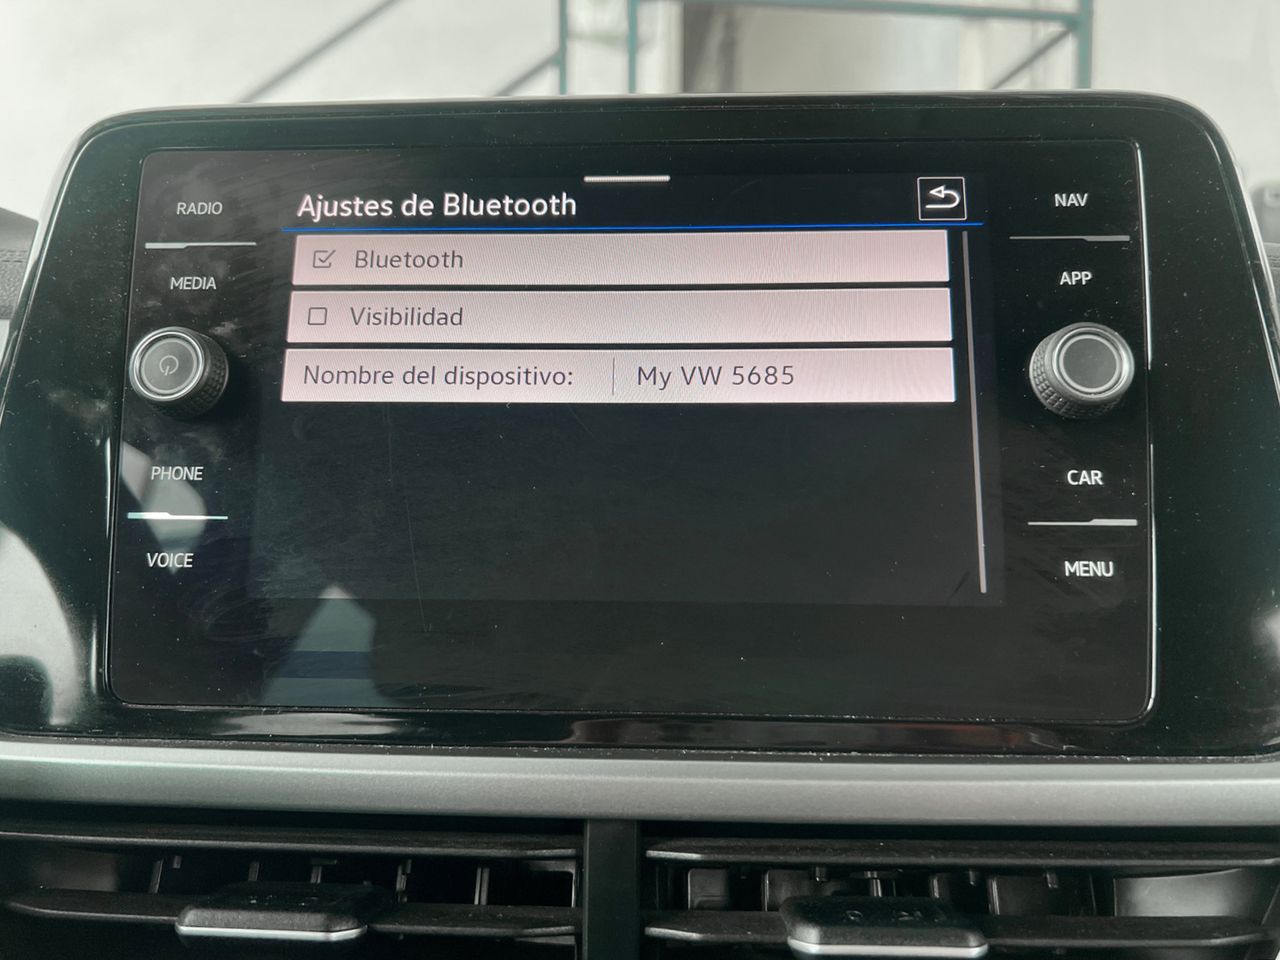 RADIO
MEDIA
PHONE
VOICE
Ajustes de Bluetooth
Bluetooth
Visibilidad
Nombre del dispositivo: My VW 5685
NAV
APP
CAR
MENU